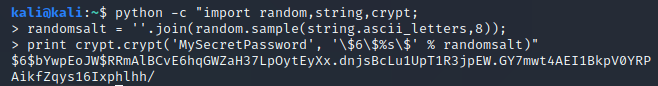 kali@kali:~$ python -c "import random,string,crypt;
> randomsalt = ''.join(random.sample(string.ascii_letters,8));
> print crypt.crypt('MySecretPassword', '\$6\$%s\$' % randomsalt)"
$6$bYwpEoJW$RRmAlBCvE6hqGWZaH37LpOytEyXx.dnjsBcLu1UpT1R3jpEW.GY7mwt4AEI1BkpV0YRP
AikfZqys16Ixphlhh/